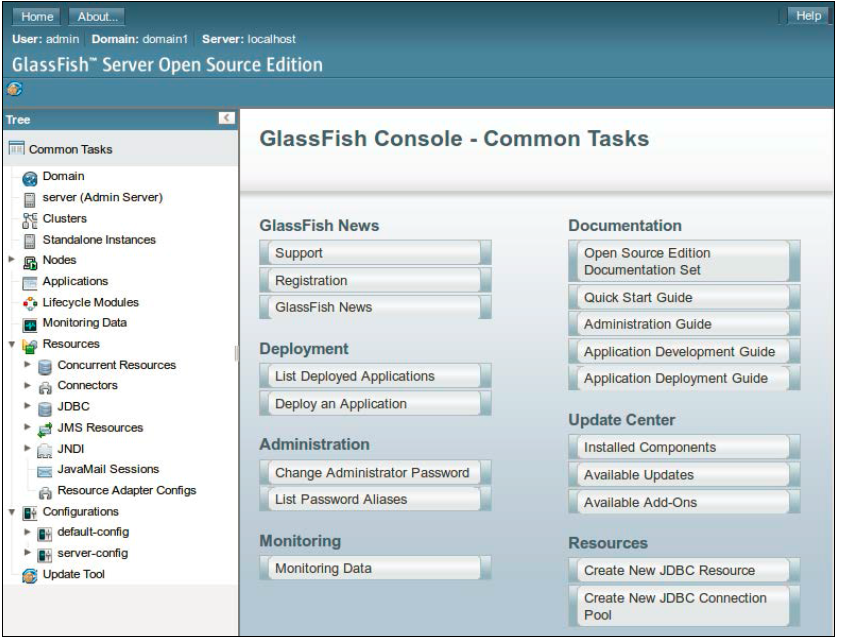 Home About... Help
User: admin Domain: domain1 Server: localhost
GlassFish™ Server Open Source Edition
Tree
Common Tasks
Domain
server (Admin Server)
Clusters
Standalone Instances
Nodes
Applications
Lifecycle Modules
Monitoring Data
Resources
Concurrent Resources
Connectors
JDBC
JMS Resources
JNDI
JavaMail Sessions
Resource Adapter Configs
Configurations
default-config
server-config
Update Tool
GlassFish Console - Common Tasks
GlassFish News
Support
Registration
GlassFish News
Deployment
List Deployed Applications
Deploy an Application
Administration
Change Administrator Password
List Password Aliases
Monitoring
Monitoring Data
Documentation
Open Source Edition
Documentation Set
Quick Start Guide
Administration Guide
Application Development Guide
Application Deployment Guide
Update Center
Installed Components
Available Updates
Available Add-Ons
Resources
Create New JDBC Resource
Create New JDBC Connection
Pool